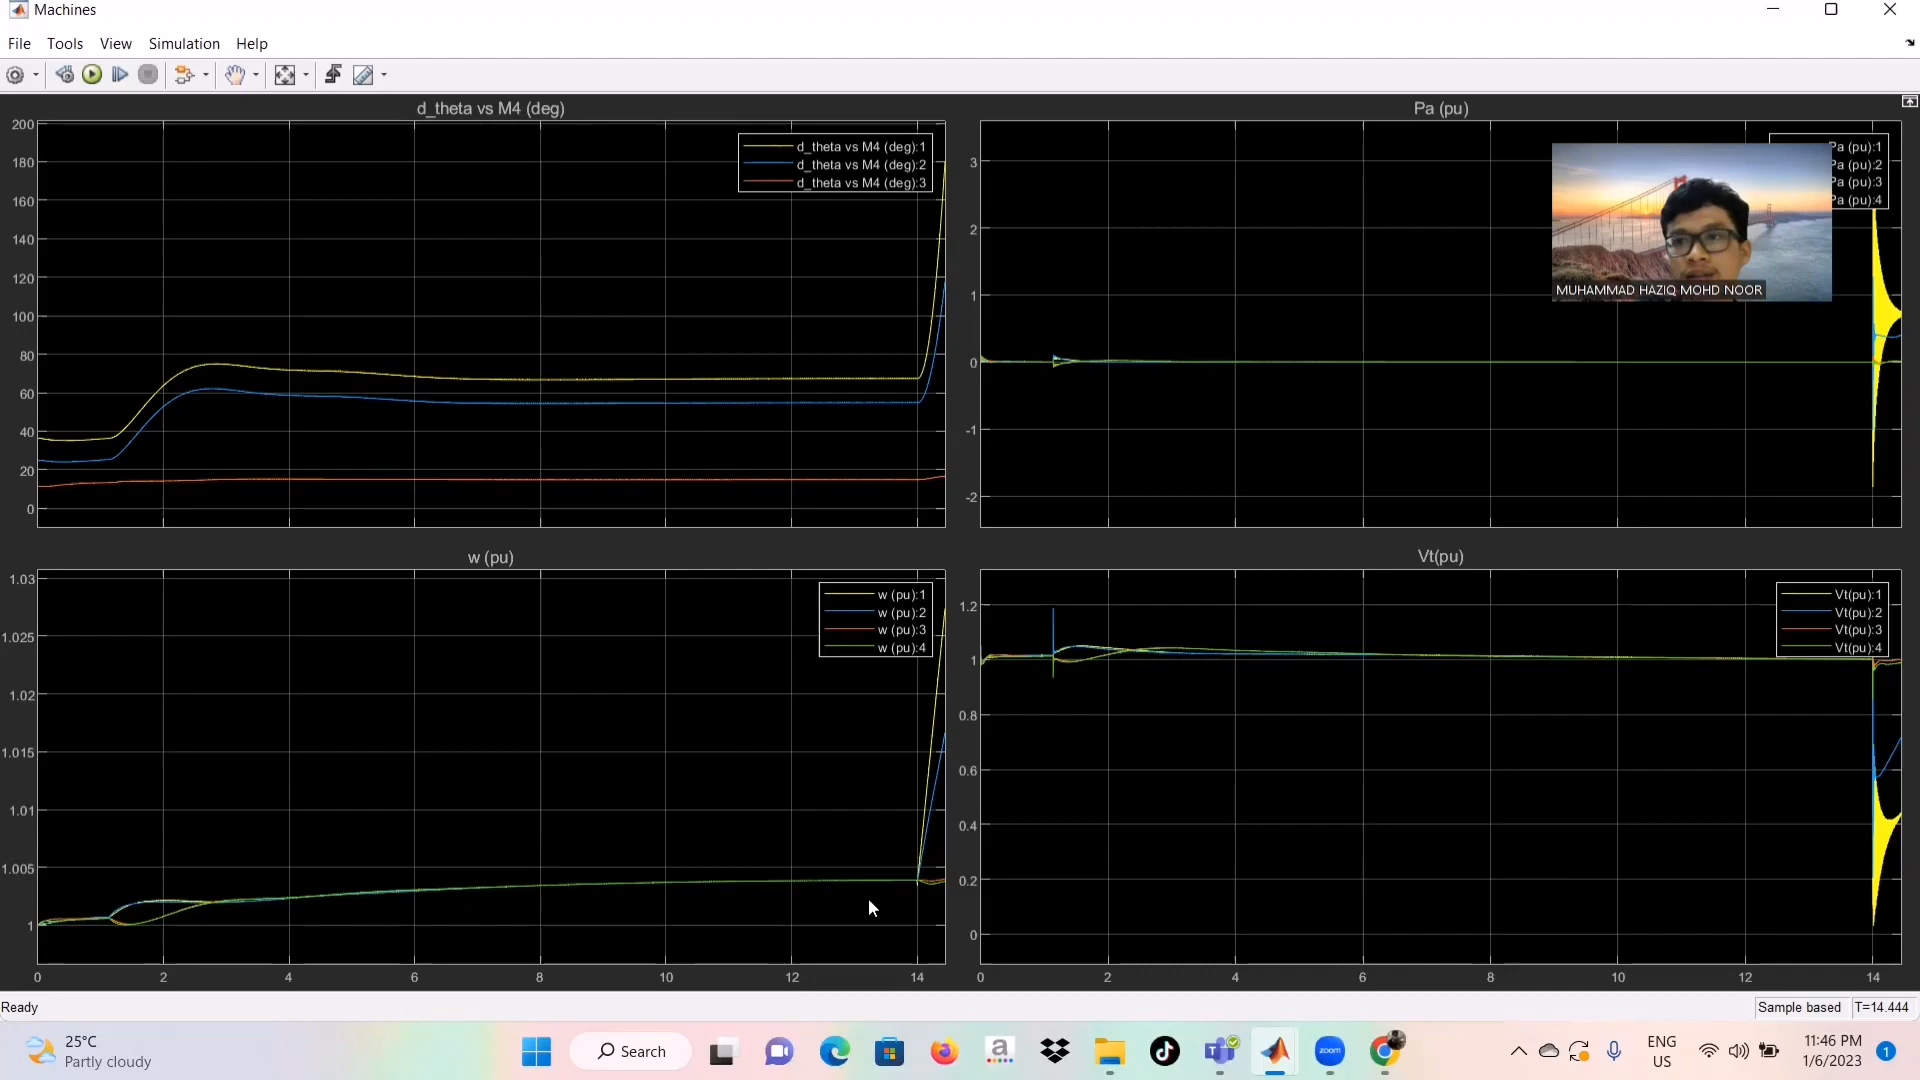 Machines
File Tools View Simulation Help
d_theta vs M4 (deg)
200
180
160
140
120
100
80
60
40
20
0
d_theta vs M4 (deg):1
d_theta vs M4 (deg):2
d_theta vs M4 (deg):3
Pa (pu)
3
2
1
0
-1
-2
Pa (pu):1
Pa (pu):2
Pa (pu):3
Pa (pu):4
MUHAMMAD HAZIQ MOHD NOOR
w (pu)
1.03
1.025
1.02
1.015
1.01
1.005
1
w (pu):1
w (pu):2
w (pu):3
w (pu):4
0 2 4 6 8 10 12 14
Vt(pu)
1.2
1
0.8
0.6
0.4
0.2
0
Vt(pu):1
Vt(pu):2
Vt(pu):3
Vt(pu):4
0 2 4 6 8 10 12 14
Ready
Sample based T=14.444
25°C
Partly cloudy
Search
a
zoom
ENG
US
11:46 PM
1/6/2023
1